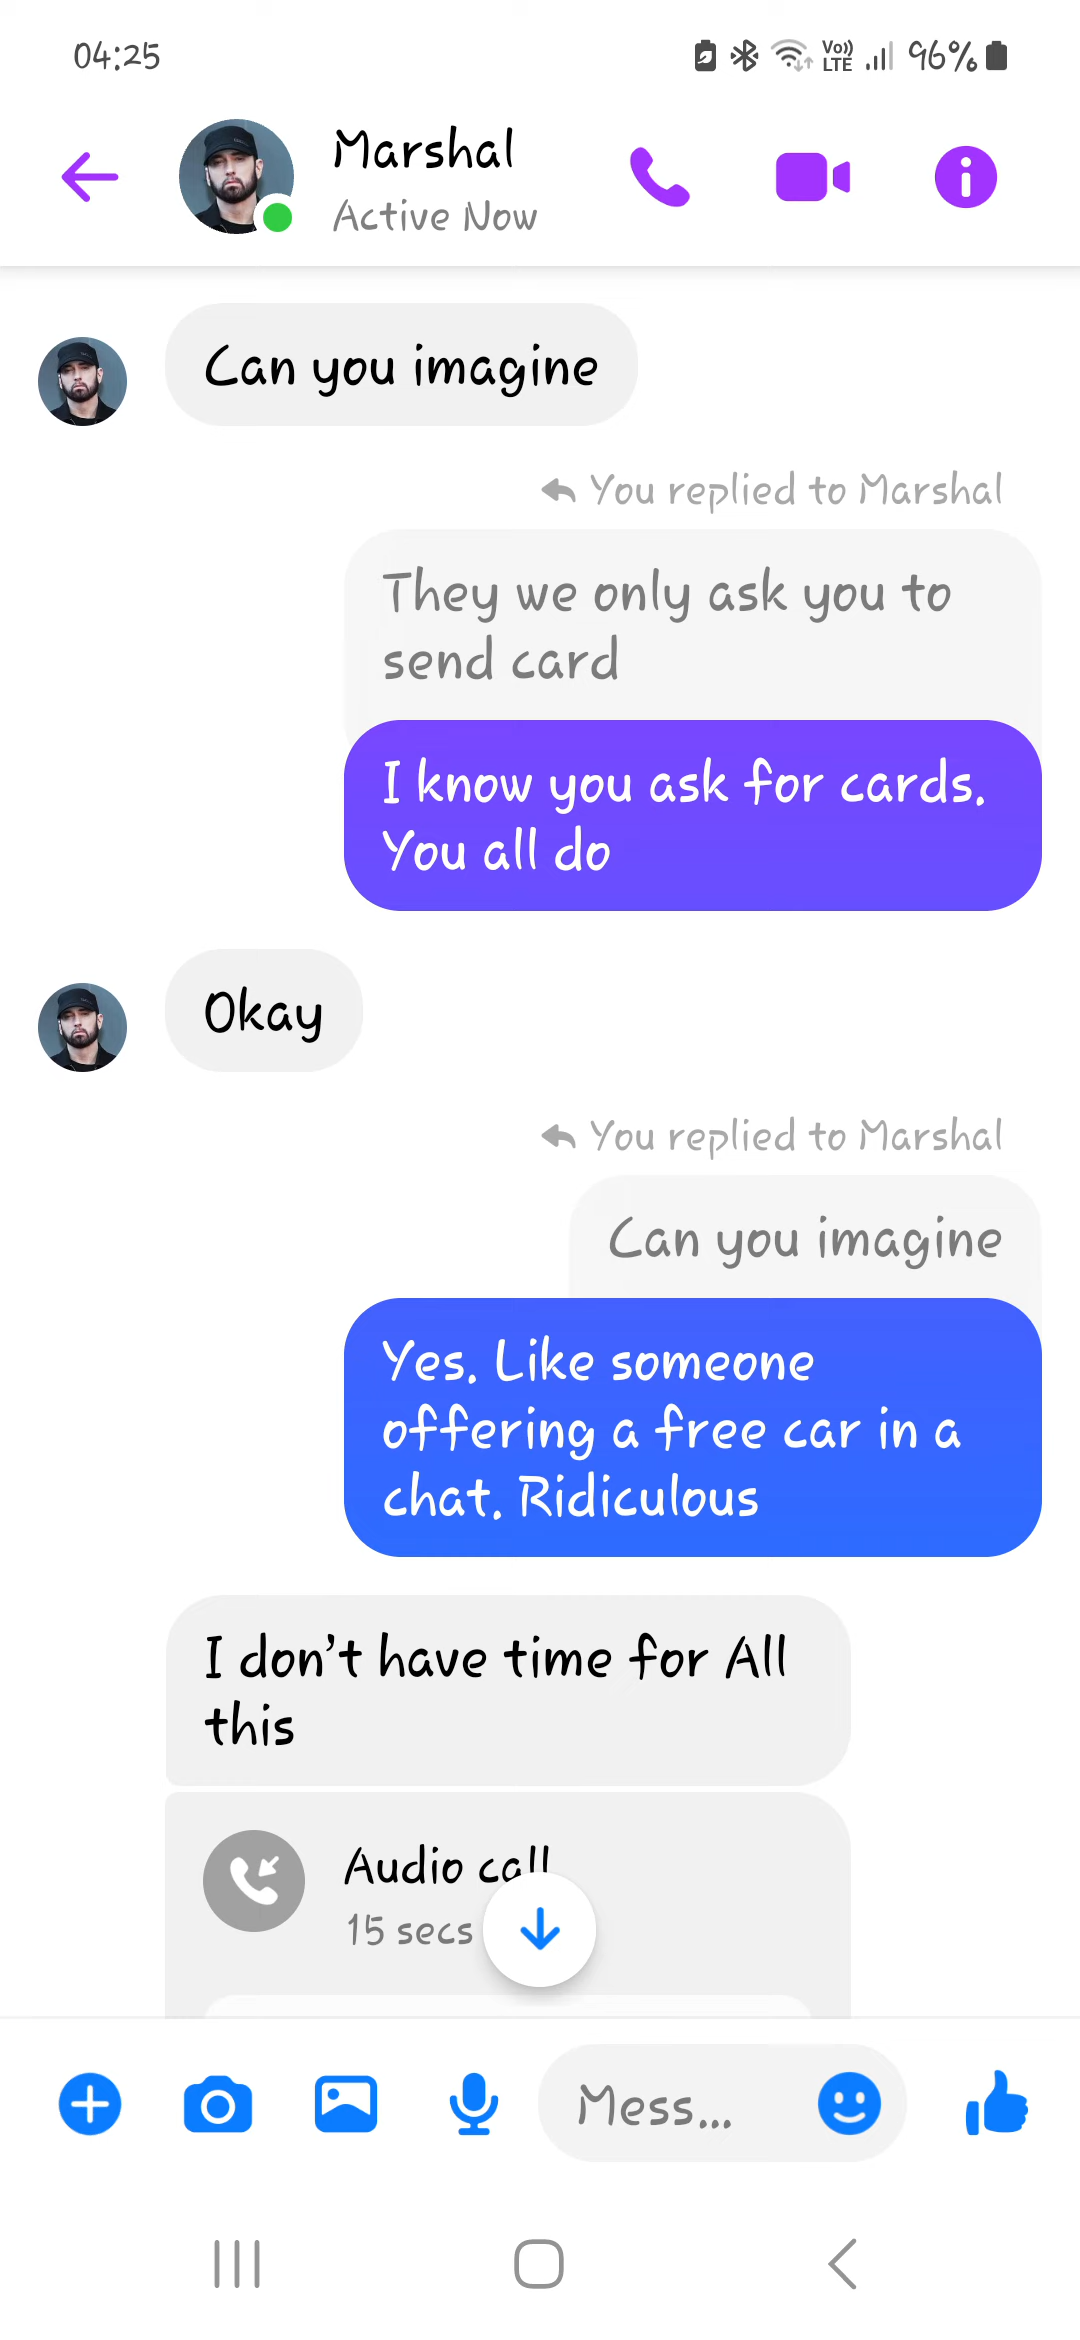 04:25
Vo)) LTE 96%
Marshal
Active Now
Can you imagine
You replied to Marshal
They we only ask you to
send card
I know you ask for cards.
You all do
Okay
You replied to Marshal
Can you imagine
Yes. Like someone
offering a free car in a
chat. Ridiculous
I don't have time for All
this
Audio call
15 secs
Mess...